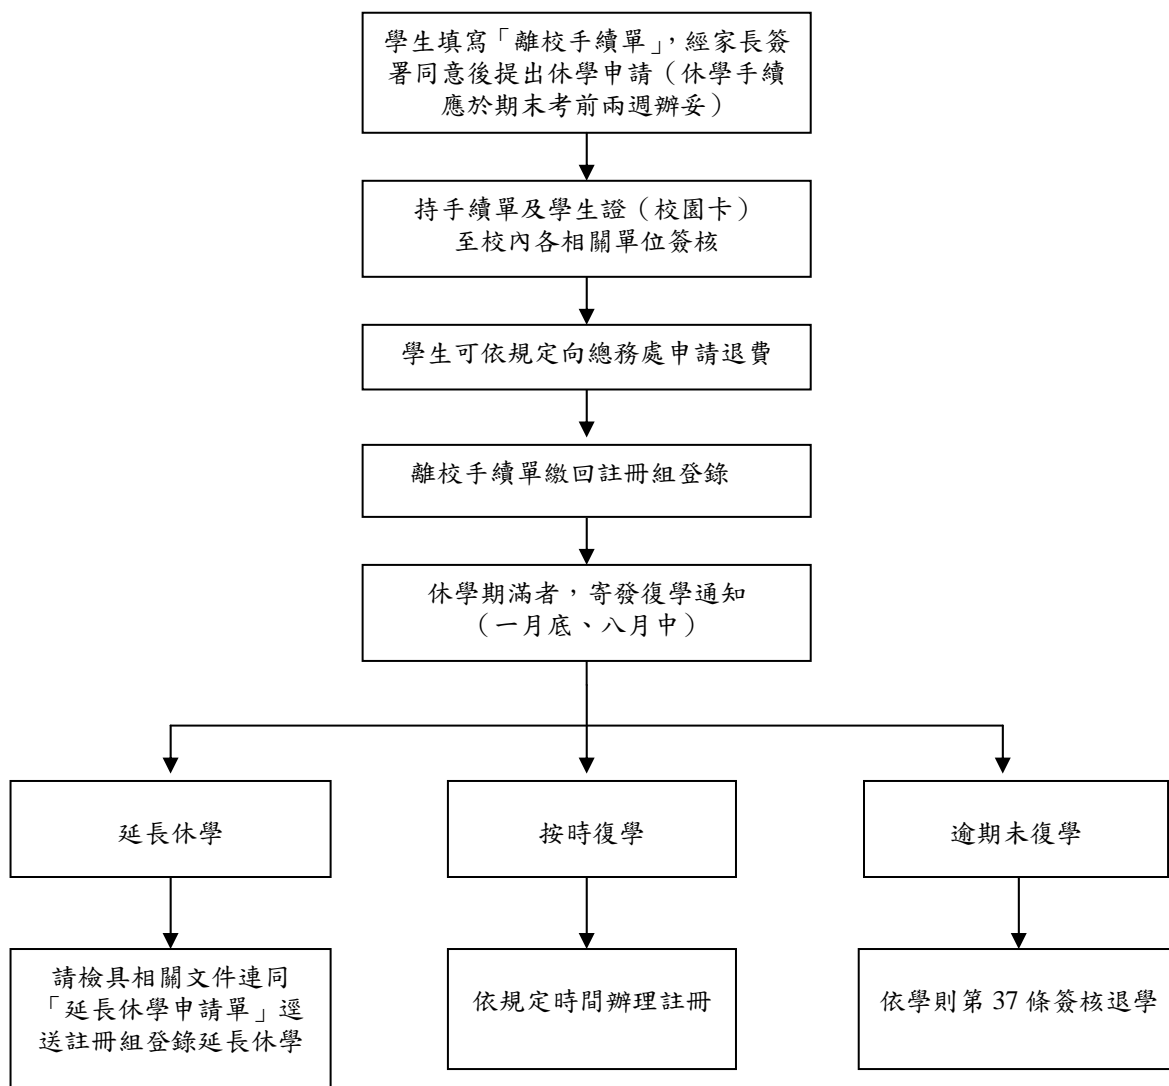 學生填寫「離校手續單」，經家長簽
署同意後提出休學申請（休學手續
應於期末考前兩週辦妥）
持手續單及學生證（校園卡）
至校內各相關單位簽核
學生可依規定向總務處申請退費
離校手續單繳回註冊組登錄
休學期滿者，寄發復學通知
（一月底、八月中）
延長休學
按時復學
逾期未復學
請檢具相關文件連同
「延長休學申請單」逕
送註冊組登錄延長休學
依規定時間辦理註冊
依學則第 37 條簽核退學